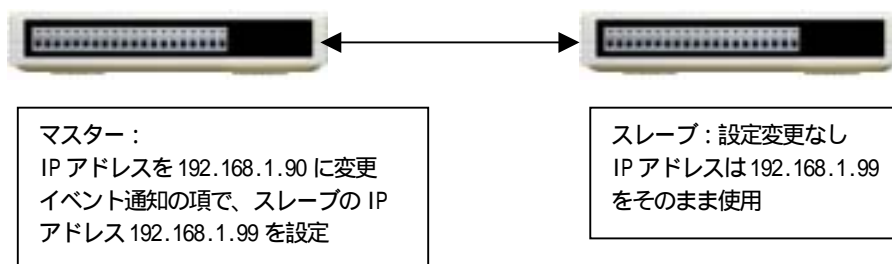 マスター：
IP アドレスを 192.168.1.90 に変更
イベント通知の項で、スレーブの IP
アドレス 192.168.1.99 を設定
スレーブ：設定変更なし
IP アドレスは 192.168.1.99
をそのまま使用